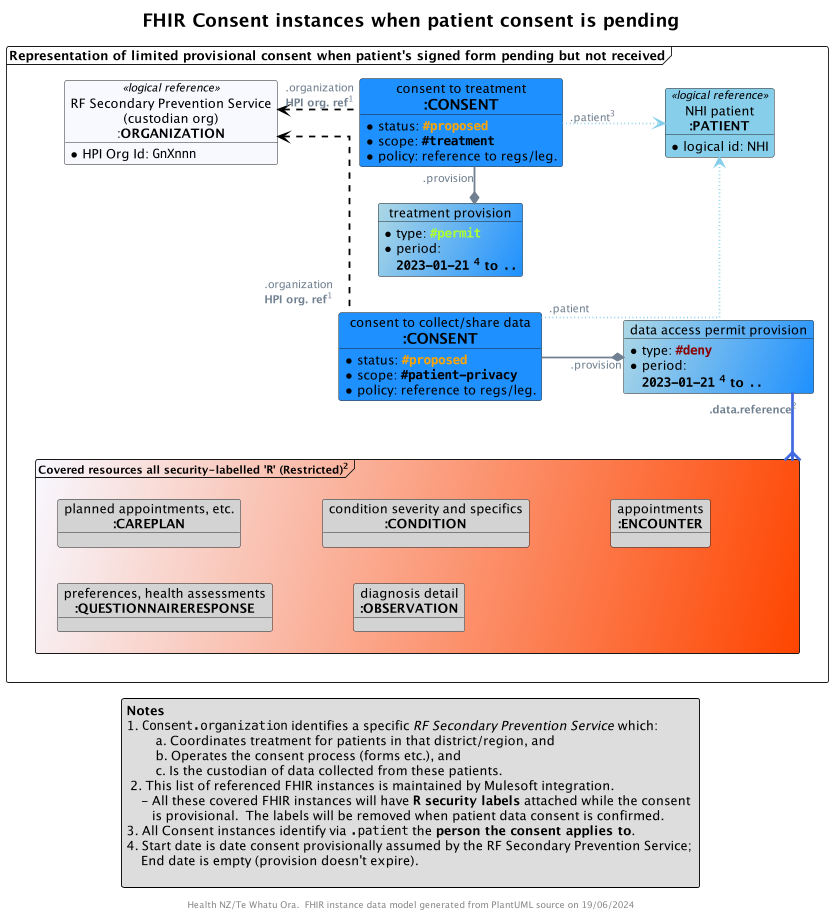 FHIR Consent instances when patient consent is pending
Representation of limited provisional consent when patient's signed form pending but not received
«logical reference»
RF Secondary Prevention Service
(custodian org)
:ORGANIZATION
• HPI Org Id: GnXnnn
.organization
HPI org. ref¹
consent to treatment
:CONSENT
• status: #proposed
• scope: #treatment
• policy: reference to regs/leg.
.patient³
«logical reference»
NHI patient
:PATIENT
• logical id: NHI
.provision
treatment provision
• type: #permit
• period:
2023-01-21 ⁴ to ..
.organization
HPI org. ref¹
consent to collect/share data
:CONSENT
• status: #proposed
• scope: #patient-privacy
• policy: reference to regs/leg.
.patient
.provision
data access permit provision
• type: #deny
• period:
2023-01-21 ⁴ to ..
.data.reference²
Covered resources all security-labelled 'R' (Restricted)²
planned appointments, etc.
:CAREPLAN
condition severity and specifics
:CONDITION
appointments
:ENCOUNTER
preferences, health assessments
:QUESTIONNAIRERESPONSE
diagnosis detail
:OBSERVATION
Notes
1. Consent.organization identifies a specific RF Secondary Prevention Service which:
a. Coordinates treatment for patients in that district/region, and
b. Operates the consent process (forms etc.), and
c. Is the custodian of data collected from these patients.
2. This list of referenced FHIR instances is maintained by Mulesoft integration.
– All these covered FHIR instances will have R security labels attached while the consent
is provisional. The labels will be removed when patient data consent is confirmed.
3. All Consent instances identify via .patient the person the consent applies to.
4. Start date is date consent provisionally assumed by the RF Secondary Prevention Service;
End date is empty (provision doesn't expire).
Health NZ/Te Whatu Ora. FHIR instance data model generated from PlantUML source on 19/06/2024